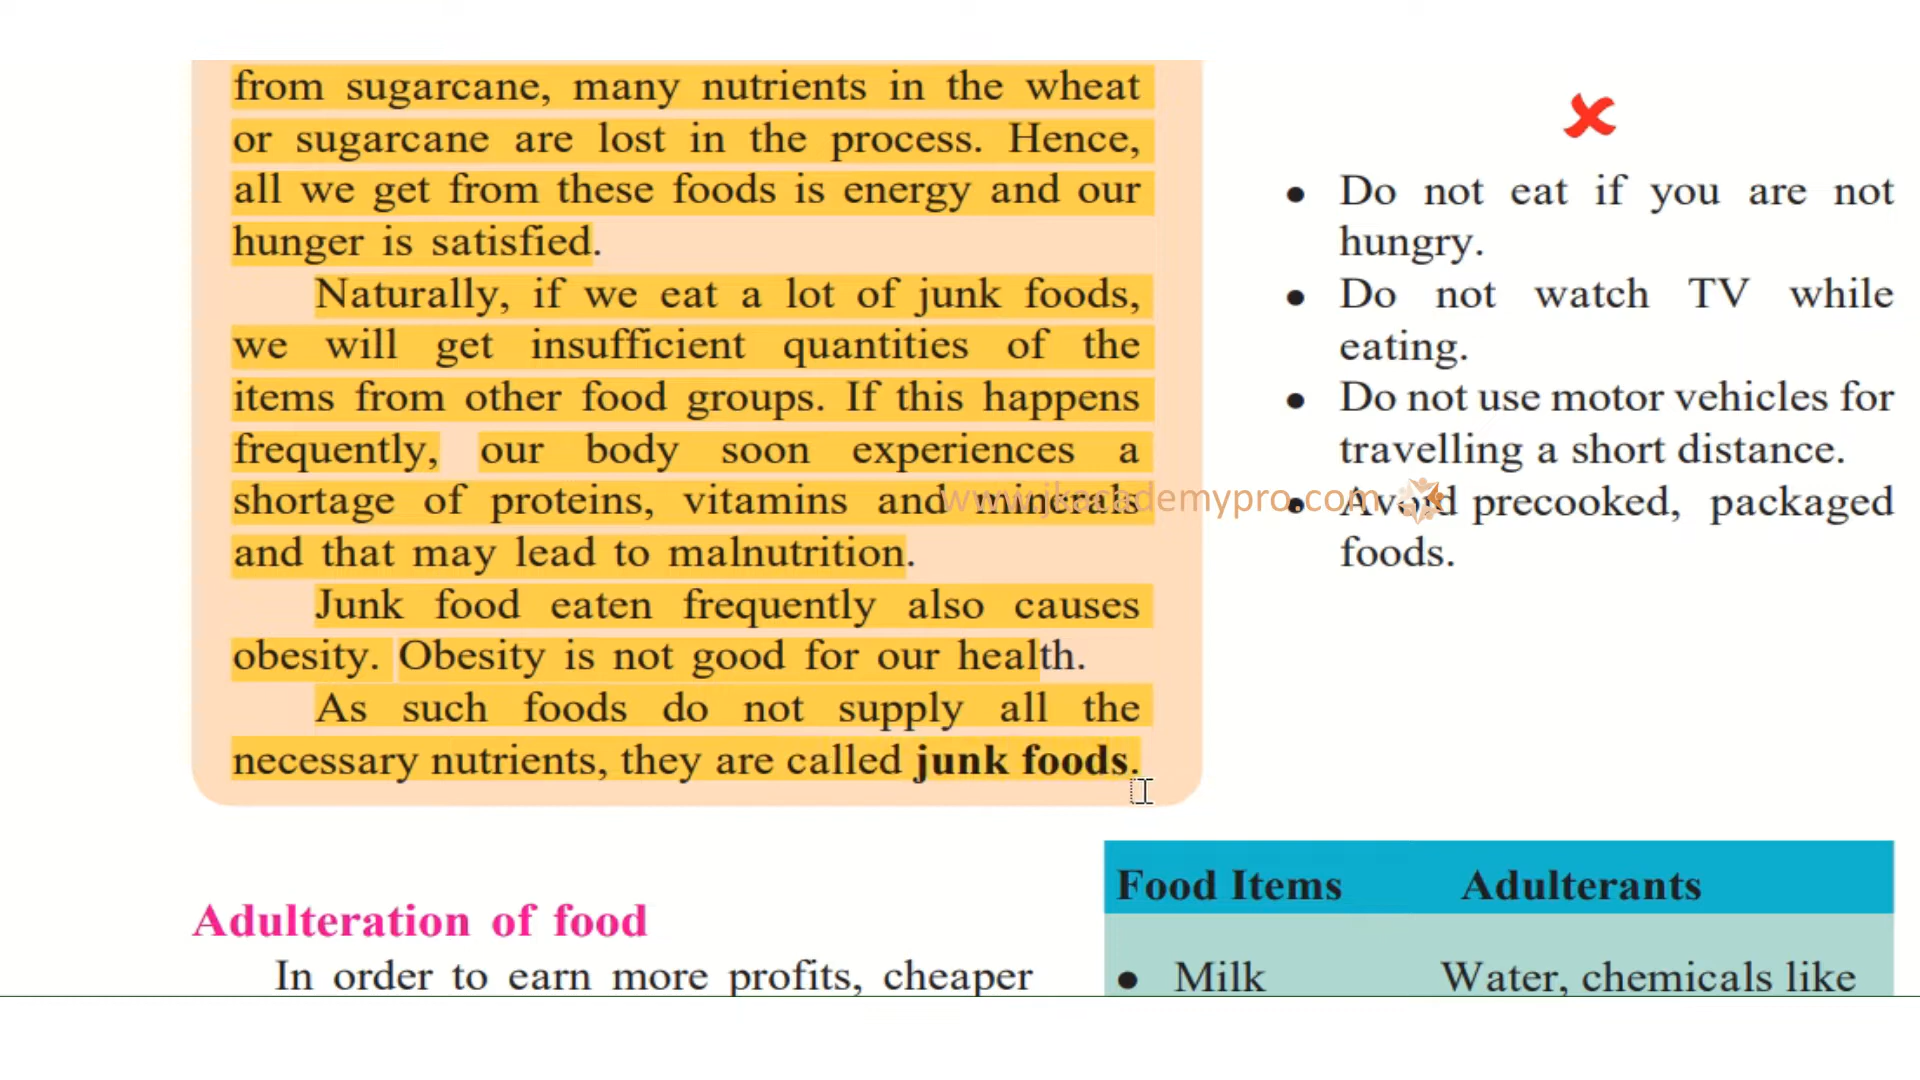 from sugarcane, many nutrients in the wheat
or sugarcane are lost in the process. Hence,
all we get from these foods is energy and our
hunger is satisfied.
Naturally, if we eat a lot of junk foods,
we will get insufficient quantities of the
items from other food groups. If this happens
frequently, our body soon experiences a
shortage of proteins, vitamins and minerals
and that may lead to malnutrition.
Junk food eaten frequently also causes
obesity. Obesity is not good for our health.
As such foods do not supply all the
necessary nutrients, they are called junk foods.
• Do not eat if you are not
hungry.
• Do not watch TV while
eating.
• Do not use motor vehicles for
travelling a short distance.
• Avoid precooked, packaged
foods.
www.jkacademypro.com
Adulteration of food
In order to earn more profits, cheaper
Food Items Adulterants
• Milk Water, chemicals like